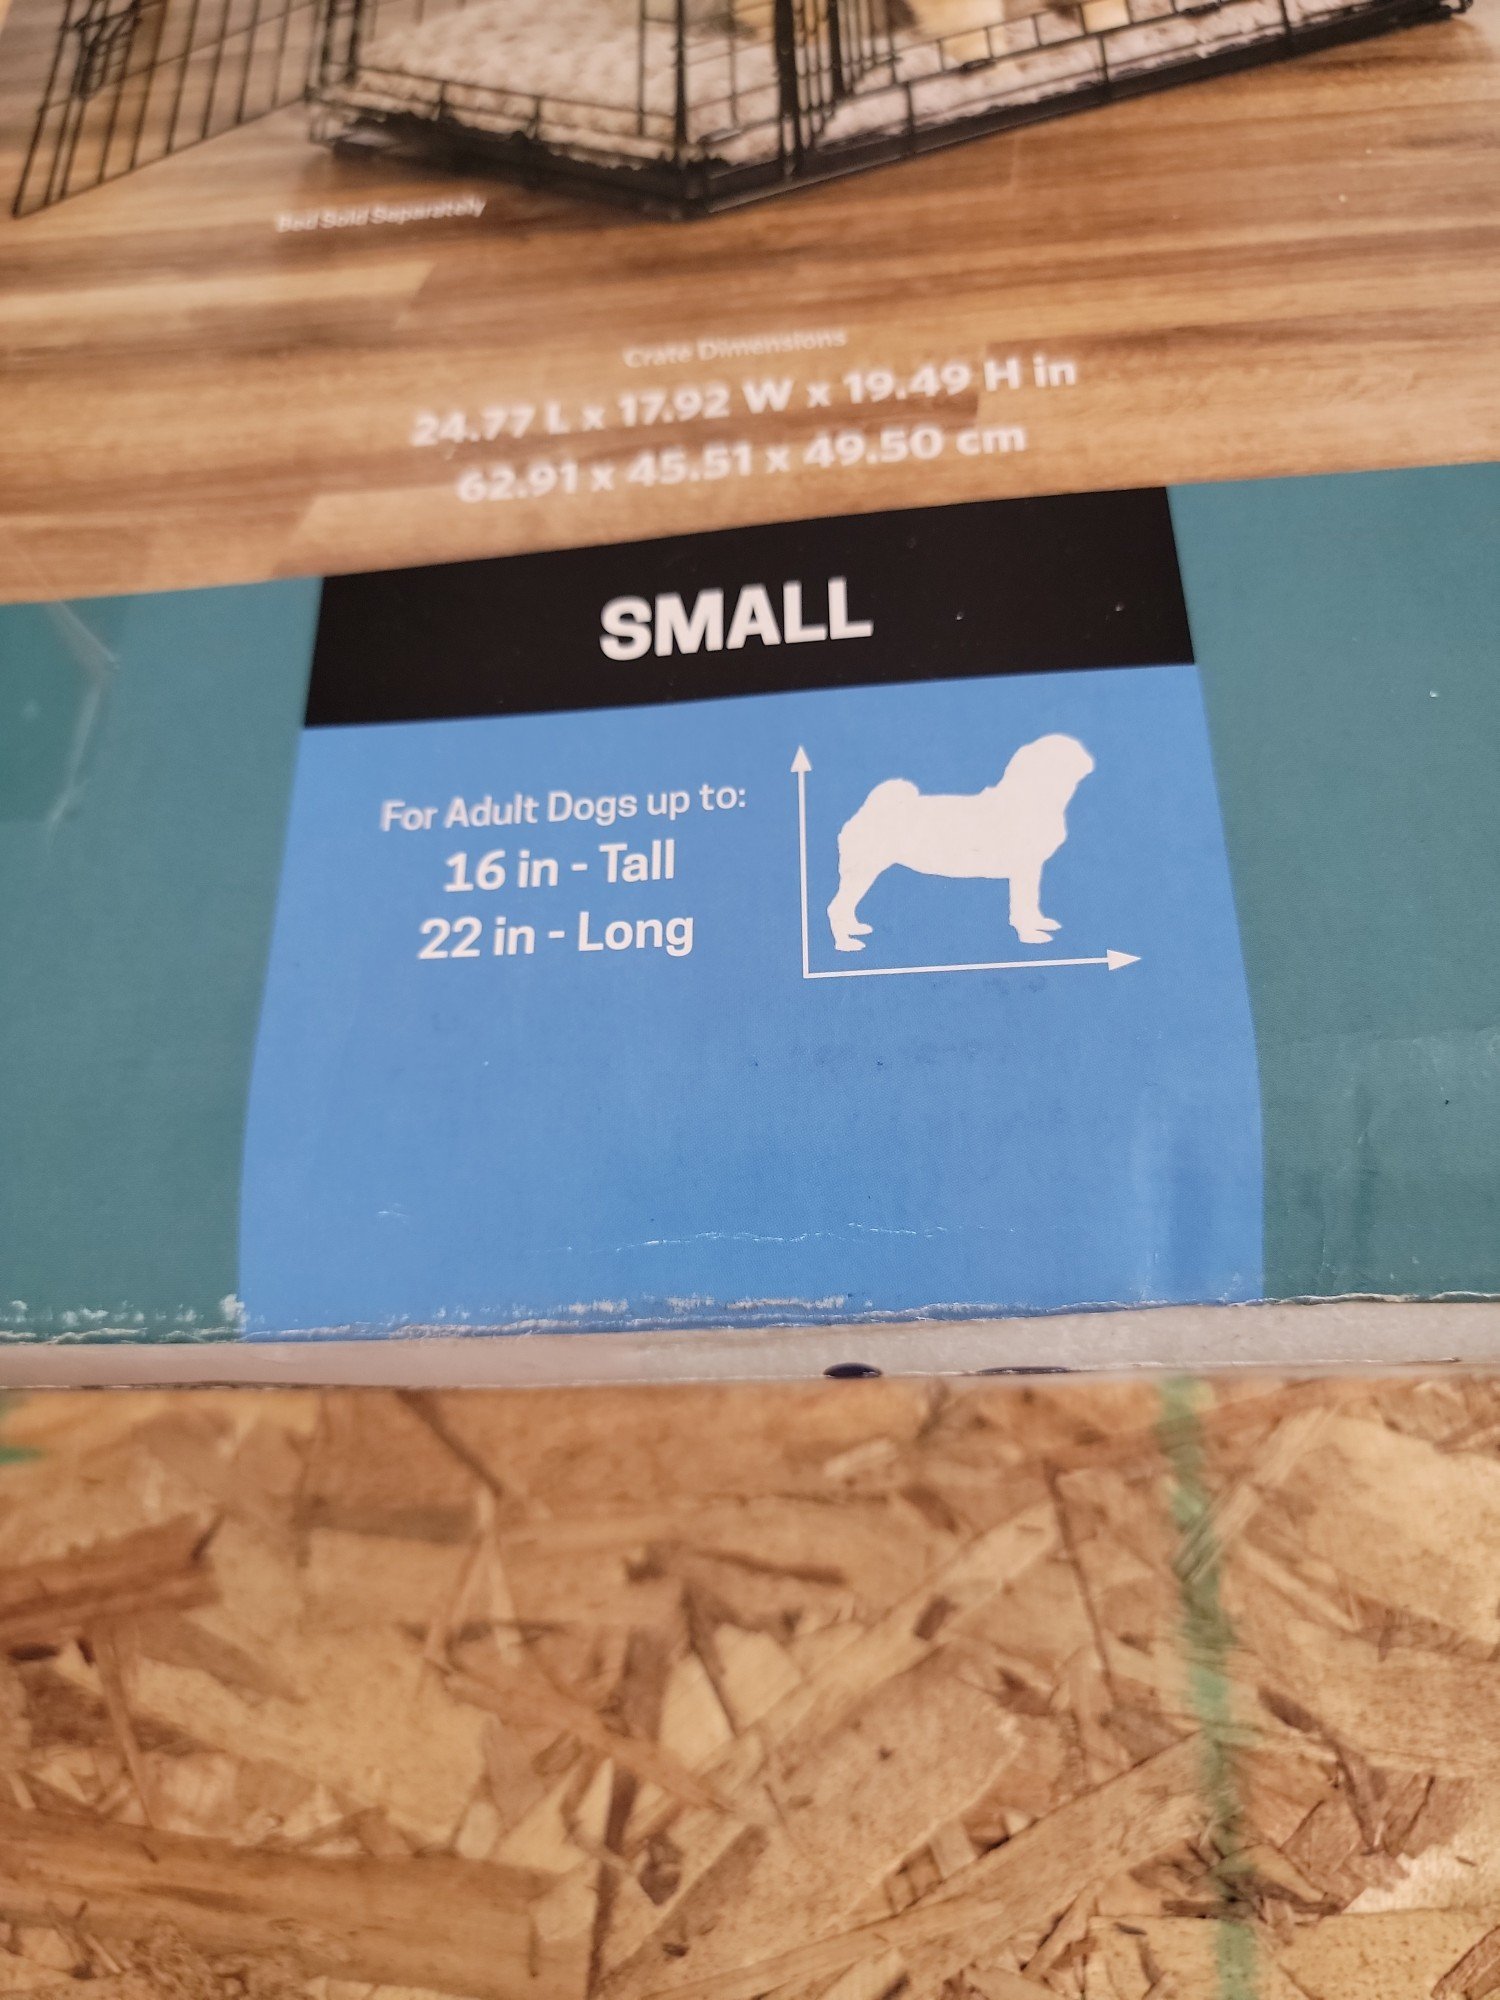 Bed Sold Separately
Crate Dimensions
24.77 L x 17.92 W x 19.49 H in
62.91 x 45.51 x 49.50 cm
SMALL
For Adult Dogs up to:
16 in - Tall
22 in - Long